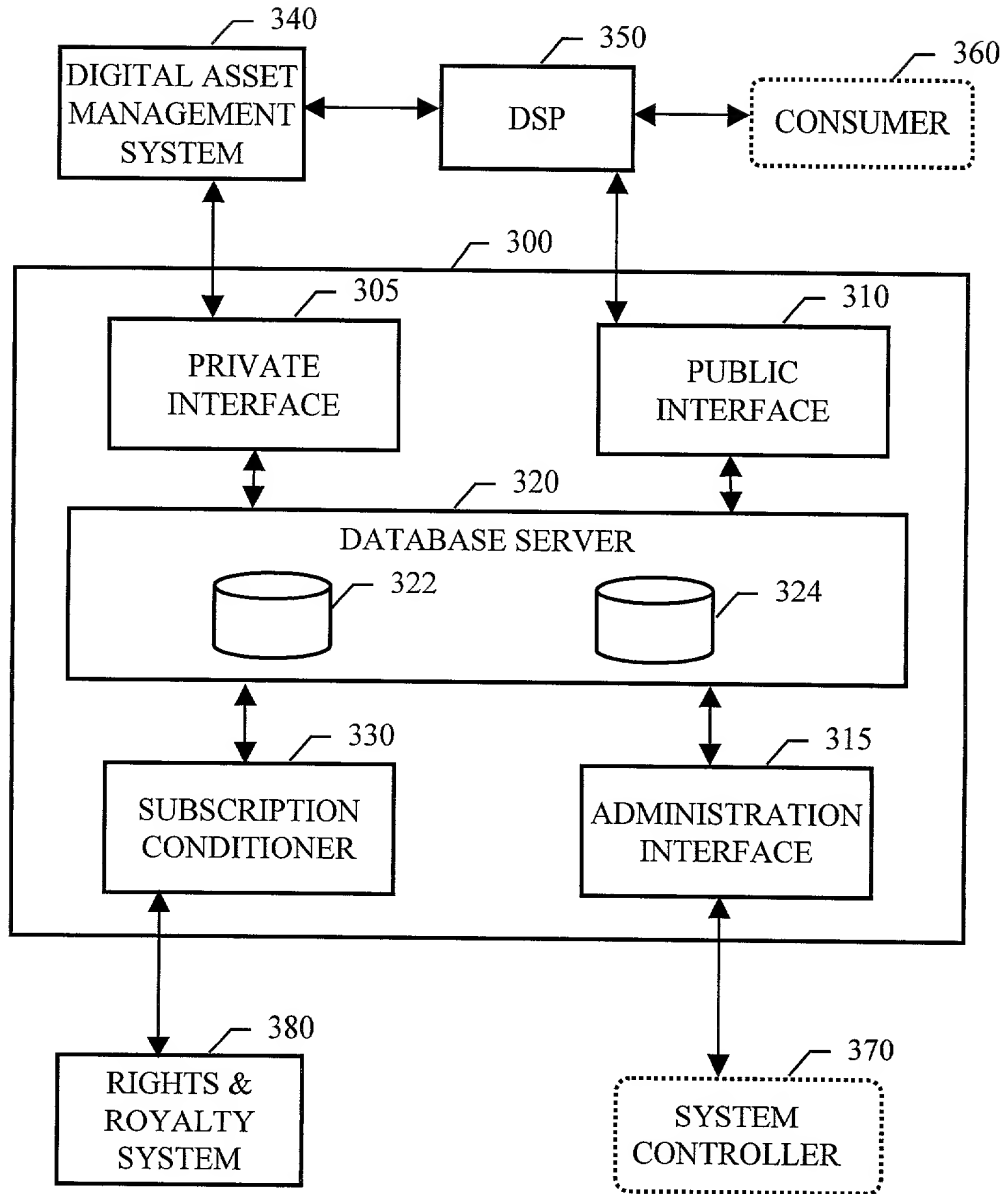 340
350
360
DIGITAL ASSET
MANAGEMENT
SYSTEM
DSP
CONSUMER
300
305
310
PRIVATE
INTERFACE
PUBLIC
INTERFACE
320
DATABASE SERVER
322
324
330
315
SUBSCRIPTION
CONDITIONER
ADMINISTRATION
INTERFACE
380
370
RIGHTS &
ROYALTY
SYSTEM
SYSTEM
CONTROLLER